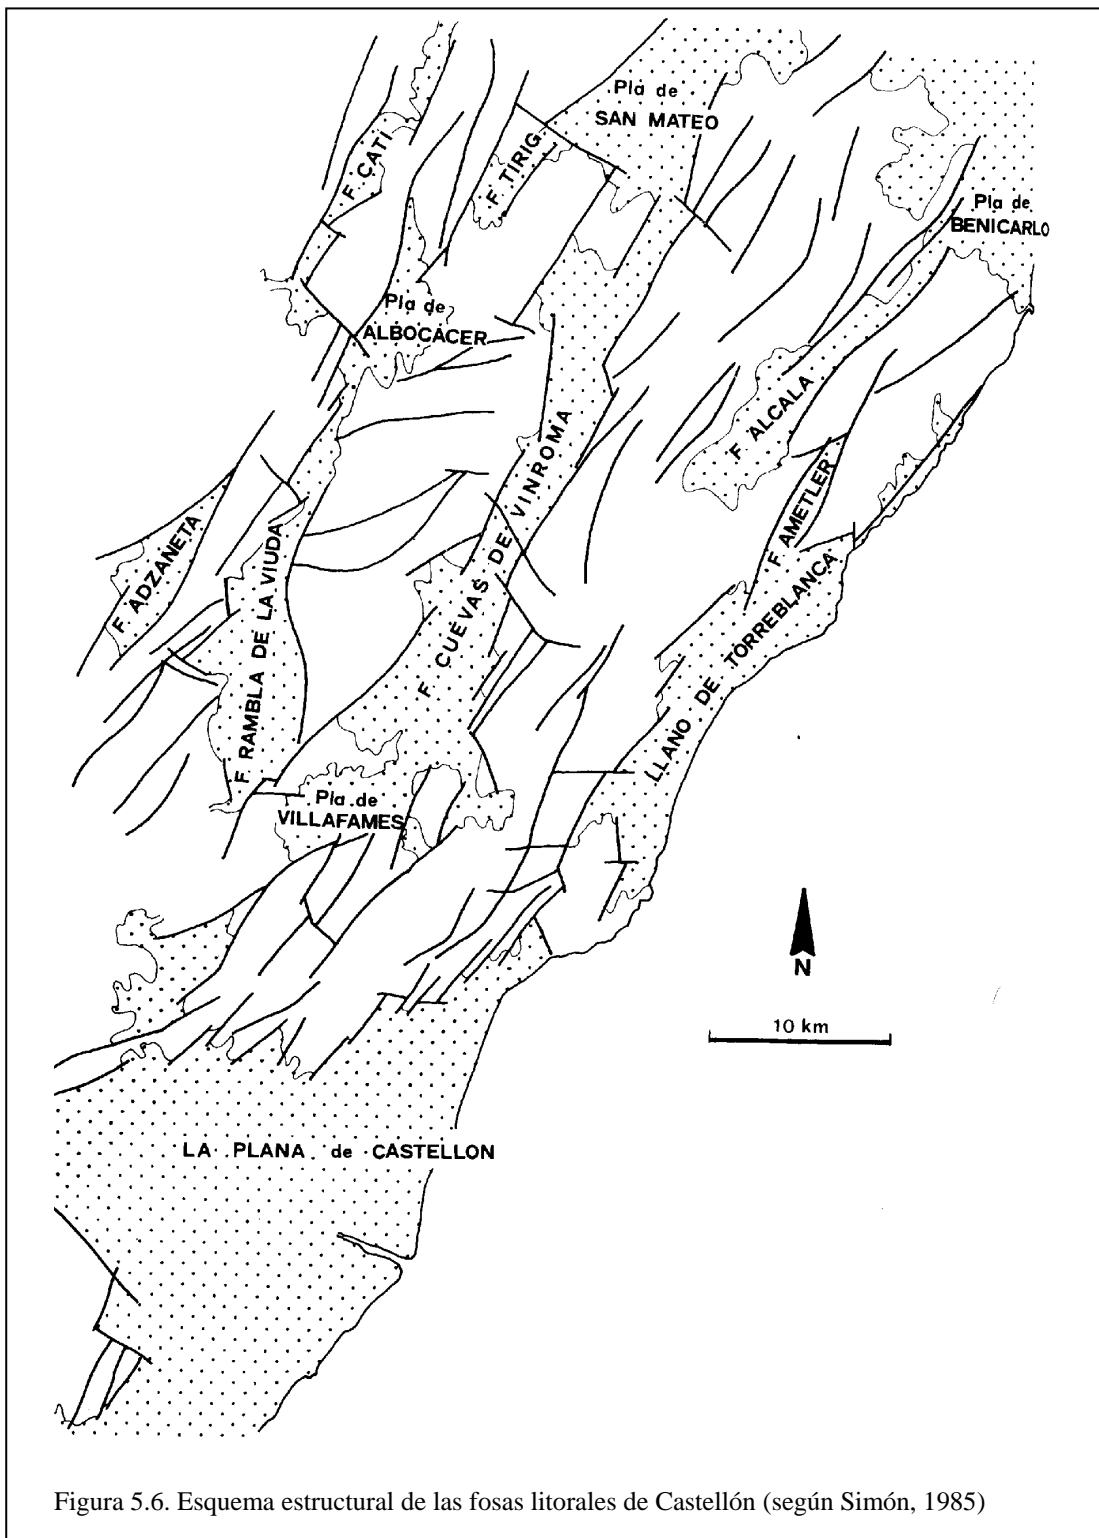 Pla de
SAN MATEO
F. CATI
F. TIRIG
Pla de
BENICARLO
Pla de
ALBOCACER
F. ALCALA
F. CUEVAS DE VINROMA
F. AMETLER
F. ADZANETA
F. RAMBLA DE LA VIUDA
LLANO DE TORREBLANCA
Pla de
VILLAFAMES
N
10 km
LA PLANA de CASTELLON
Figura 5.6. Esquema estructural de las fosas litorales de Castellón (según Simón, 1985)